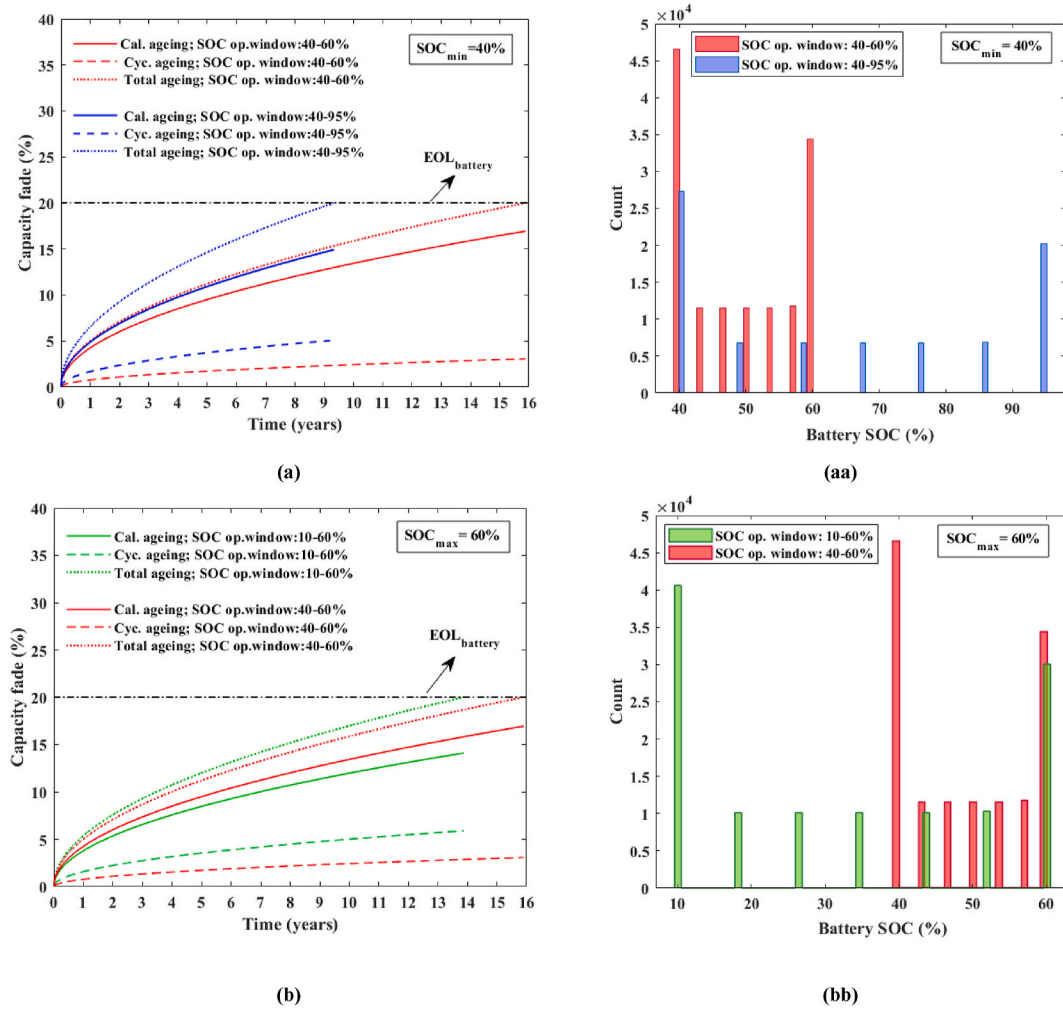 40
35
30
25
20
15
10
5
0
Capacity fade (%)
Cal. ageing; SOC op.window:40-60%
Cyc. ageing; SOC op. window:40-60%
Total ageing; SOC op.window:40-60%
Cal. ageing; SOC op. window:40-95%
Cyc. ageing; SOC op. window:40-95%
Total ageing; SOC op. window:40-95%
SOCmin=40%
EOLbattery
0 1 2 3 4 5 6 7 8 9 10 11 12 13 14 15 16
Time (years)
(a)
×10⁴
5
4.5
4
3.5
3
2.5
2
1.5
1
0.5
0
Count
SOC op. window: 40-60%
SOC op. window: 40-95%
SOCmin= 40%
40 50 60 70 80 90
Battery SOC (%)
(aa)
40
35
30
25
20
15
10
5
0
Capacity fade (%)
Cal. ageing; SOC op.window:10-60%
Cyc. ageing; SOC op.window:10-60%
Total ageing; SOC op.window:10-60%
Cal. ageing; SOC op.window:40-60%
Cyc. ageing; SOC op.window:40-60%
Total ageing; SOC op.window:40-60%
SOCmax= 60%
EOLbattery
0 1 2 3 4 5 6 7 8 9 10 11 12 13 14 15 16
Time (years)
(b)
×10⁴
5
4.5
4
3.5
3
2.5
2
1.5
1
0.5
0
Count
SOC op. window: 10-60%
SOC op. window: 40-60%
SOCmax= 60%
10 20 30 40 50 60
Battery SOC (%)
(bb)